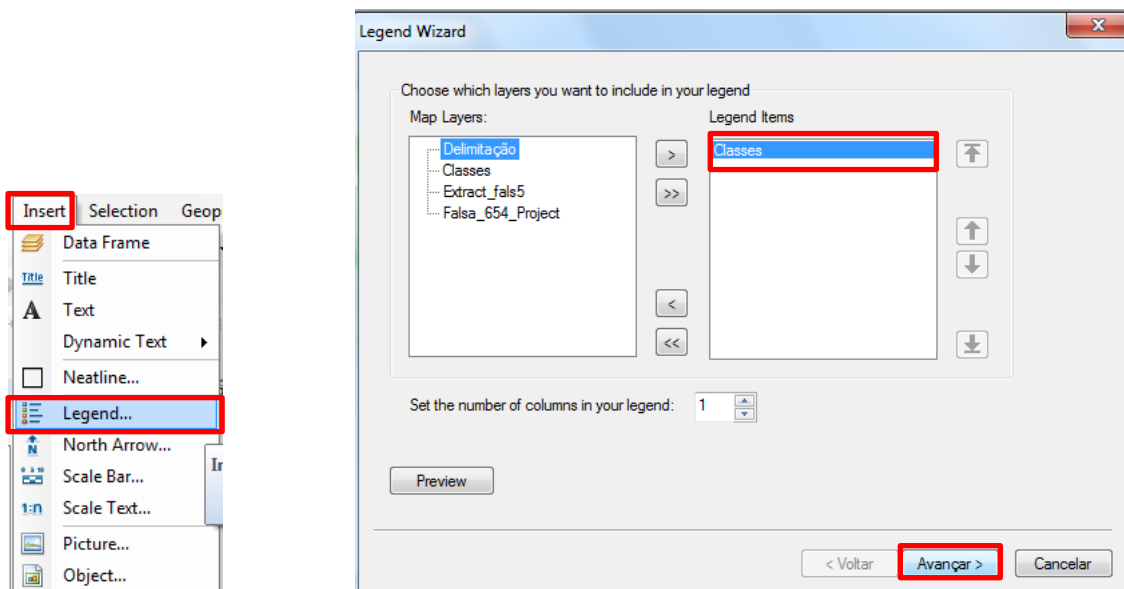 Insert Selection Geop
Data Frame
Title Title
A Text
Dynamic Text
Neatline...
Legend...
N North Arrow...
Scale Bar...
1:n Scale Text...
Picture...
Object...
Legend Wizard
Choose which layers you want to include in your legend
Map Layers:
Legend Items
Delimitação
Classes
Extract_fals5
Falsa_654_Project
>
>>
<
<<
Classes
Set the number of columns in your legend: 1
Preview
< Voltar Avançar > Cancelar